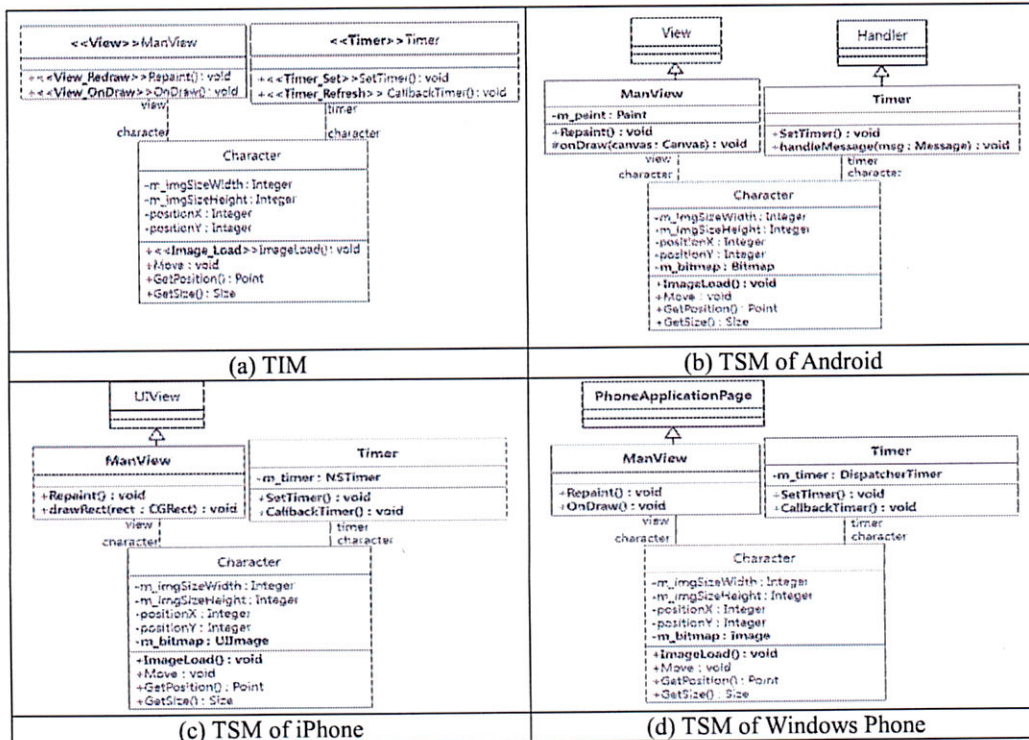 <<View>>ManView
+<<View_Redraw>>Repaint() : void
+<<View_OnDraw>>OnDraw() : void
view
character
<<Timer>>Timer
+<<Timer_Set>>SetTimer() : void
+<<Timer_Refresh>> CallbackTimer() : void
timer
character
Character
-m_imgSizeWidth : Integer
-m_imgSizeHeight : Integer
-positionX : Integer
-positionY : Integer
+<<Image_Load>>ImageLoad() : void
+Move : void
+GetPosition() : Point
+GetSize() : Size
(a) TIM
View
Handler
ManView
-m_paint : Paint
+Repaint() : void
#onDraw(canvas : Canvas) : void
view
character
Timer
+SetTimer() : void
+handleMessage(msg : Message) : void
timer
character
Character
-m_imgSizeWidth : Integer
-m_imgSizeHeight : Integer
-positionX : Integer
-positionY : Integer
-m_bitmap : Bitmap
+ImageLoad() : void
+Move : void
+GetPosition() : Point
+GetSize() : Size
(b) TSM of Android
UIView
ManView
+Repaint() : void
+drawRect(rect : CGRect) : void
view
character
Timer
-m_timer : NSTimer
+SetTimer() : void
+CallbackTimer() : void
timer
character
Character
-m_imgSizeWidth : Integer
-m_imgSizeHeight : Integer
-positionX : Integer
-positionY : Integer
-m_bitmap : UIImage
+ImageLoad() : void
+Move : void
+GetPosition() : Point
+GetSize() : Size
(c) TSM of iPhone
PhoneApplicationPage
ManView
+Repaint() : void
+OnDraw() : void
view
character
Timer
-m_timer : DispatcherTimer
+SetTimer() : void
+CallbackTimer() : void
timer
character
Character
-m_imgSizeWidth : Integer
-m_imgSizeHeight : Integer
-positionX : Integer
-positionY : Integer
-m_bitmap : image
+ImageLoad() : void
+Move : void
+GetPosition() : Point
+GetSize() : Size
(d) TSM of Windows Phone